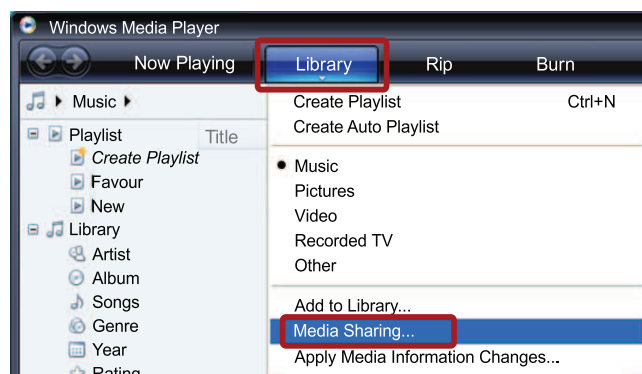 Windows Media Player
Now Playing Library Rip Burn
Music
Playlist
Create Playlist
Favour
New
Library
Artist
Album
Songs
Genre
Year
Rating
Title
Create Playlist Ctrl+N
Create Auto Playlist
Music
Pictures
Video
Recorded TV
Other
Add to Library...
Media Sharing...
Apply Media Information Changes...